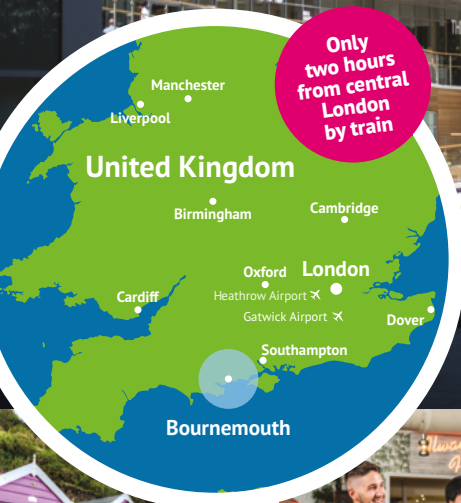 Only
two hours
from central
London
by train
Manchester
Liverpool
United Kingdom
Birmingham
Cambridge
Oxford
London
Heathrow Airport
Cardiff
Gatwick Airport
Dover
Southampton
Bournemouth